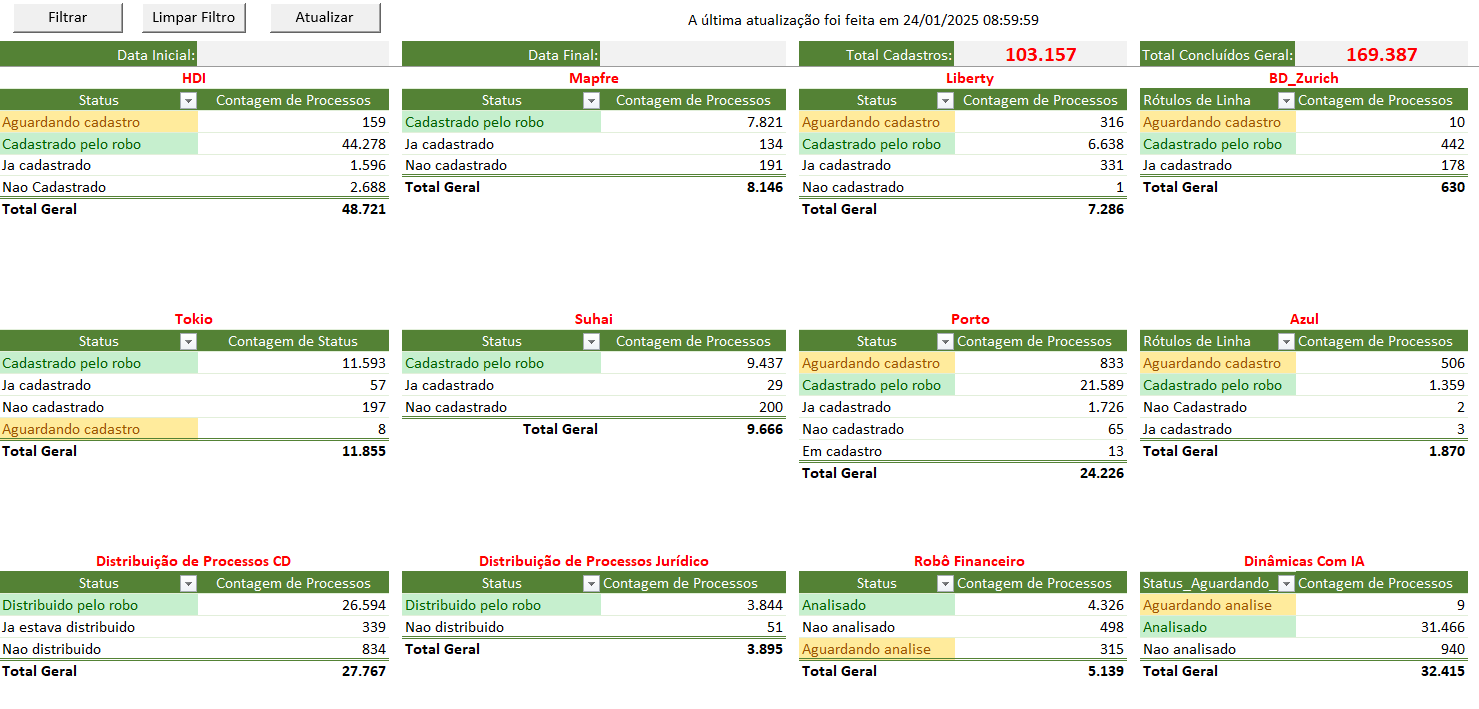 Filtrar Limpar Filtro Atualizar A última atualização foi feita em 24/01/2025 08:59:59
Data Inicial: Data Final: Total Cadastros: 103.157 Total Concluídos Geral: 169.387
HDI
Status Contagem de Processos
Aguardando cadastro 159
Cadastrado pelo robo 44.278
Ja cadastrado 1.596
Nao Cadastrado 2.688
Total Geral 48.721
Mapfre
Status Contagem de Processos
Cadastrado pelo robo 7.821
Ja cadastrado 134
Nao cadastrado 191
Total Geral 8.146
Liberty
Status Contagem de Processos
Aguardando cadastro 316
Cadastrado pelo robo 6.638
Ja cadastrado 331
Nao cadastrado 1
Total Geral 7.286
BD_Zurich
Rótulos de Linha Contagem de Processos
Aguardando cadastro 10
Cadastrado pelo robo 442
Ja cadastrado 178
Total Geral 630
Tokio
Status Contagem de Status
Cadastrado pelo robo 11.593
Ja cadastrado 57
Nao cadastrado 197
Aguardando cadastro 8
Total Geral 11.855
Suhai
Status Contagem de Processos
Cadastrado pelo robo 9.437
Ja cadastrado 29
Nao cadastrado 200
Total Geral 9.666
Porto
Status Contagem de Processos
Aguardando cadastro 833
Cadastrado pelo robo 21.589
Ja cadastrado 1.726
Nao cadastrado 65
Em cadastro 13
Total Geral 24.226
Azul
Rótulos de Linha Contagem de Processos
Aguardando cadastro 506
Cadastrado pelo robo 1.359
Nao Cadastrado 2
Ja cadastrado 3
Total Geral 1.870
Distribuição de Processos CD
Status Contagem de Processos
Distribuido pelo robo 26.594
Ja estava distribuido 339
Nao distribuido 834
Total Geral 27.767
Distribuição de Processos Jurídico
Status Contagem de Processos
Distribuido pelo robo 3.844
Nao distribuido 51
Total Geral 3.895
Robô Financeiro
Status Contagem de Processos
Analisado 4.326
Nao analisado 498
Aguardando analise 315
Total Geral 5.139
Dinâmicas Com IA
Status_Aguardando_ Contagem de Processos
Aguardando analise 9
Analisado 31.466
Nao analisado 940
Total Geral 32.415